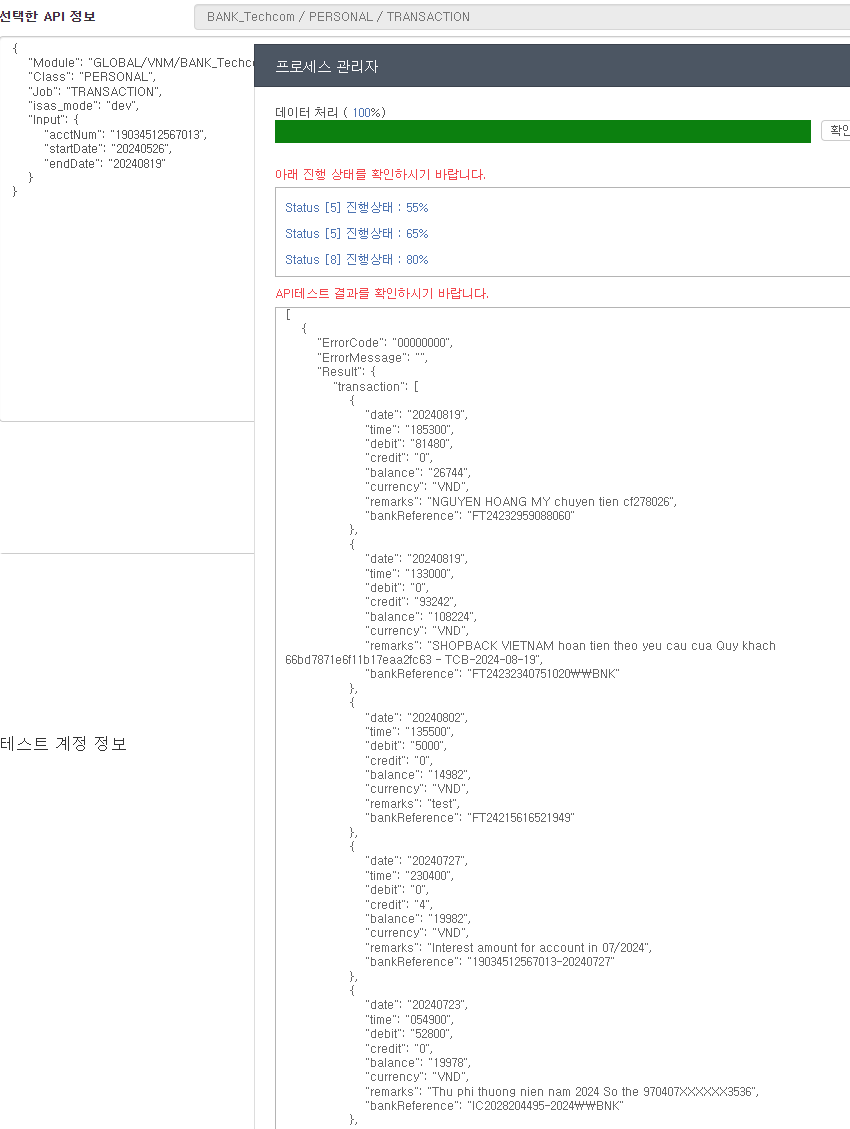 선택한 API 정보
BANK_Techcom / PERSONAL / TRANSACTION
{
"Module": "GLOBAL/VNM/BANK_Techco
"Class": "PERSONAL",
"Job": "TRANSACTION",
"isas_mode": "dev",
"Input": {
"acctNum": "19034512567013",
"startDate": "20240526",
"endDate": "20240819"
}
}
테스트 계정 정보
프로세스 관리자
데이터 처리 ( 100%)
확인
아래 진행 상태를 확인하시기 바랍니다.
Status [5] 진행상태 : 55%
Status [5] 진행상태 : 65%
Status [8] 진행상태 : 80%
API테스트 결과를 확인하시기 바랍니다.
[
{
"ErrorCode": "00000000",
"ErrorMessage": "",
"Result": {
"transaction": [
{
"date": "20240819",
"time": "185300",
"debit": "81480",
"credit": "0",
"balance": "26744",
"currency": "VND",
"remarks": "NGUYEN HOANG MY chuyen tien cf278026",
"bankReference": "FT24232959088060"
},
{
"date": "20240819",
"time": "133000",
"debit": "0",
"credit": "93242",
"balance": "108224",
"currency": "VND",
"remarks": "SHOPBACK VIETNAM hoan tien theo yeu cau cua Quy khach
66bd7871e6f11b17eaa2fc63 - TCB-2024-08-19",
"bankReference": "FT24232340751020₩₩BNK"
},
{
"date": "20240802",
"time": "135500",
"debit": "5000",
"credit": "0",
"balance": "14982",
"currency": "VND",
"remarks": "test",
"bankReference": "FT24215616521949"
},
{
"date": "20240727",
"time": "230400",
"debit": "0",
"credit": "4",
"balance": "19982",
"currency": "VND",
"remarks": "Interest amount for account in 07/2024",
"bankReference": "19034512567013-20240727"
},
{
"date": "20240723",
"time": "054900",
"debit": "52800",
"credit": "0",
"balance": "19978",
"currency": "VND",
"remarks": "Thu phi thuong nien nam 2024 So the 970407XXXXXX3536",
"bankReference": "IC2028204495-2024₩₩BNK"
},